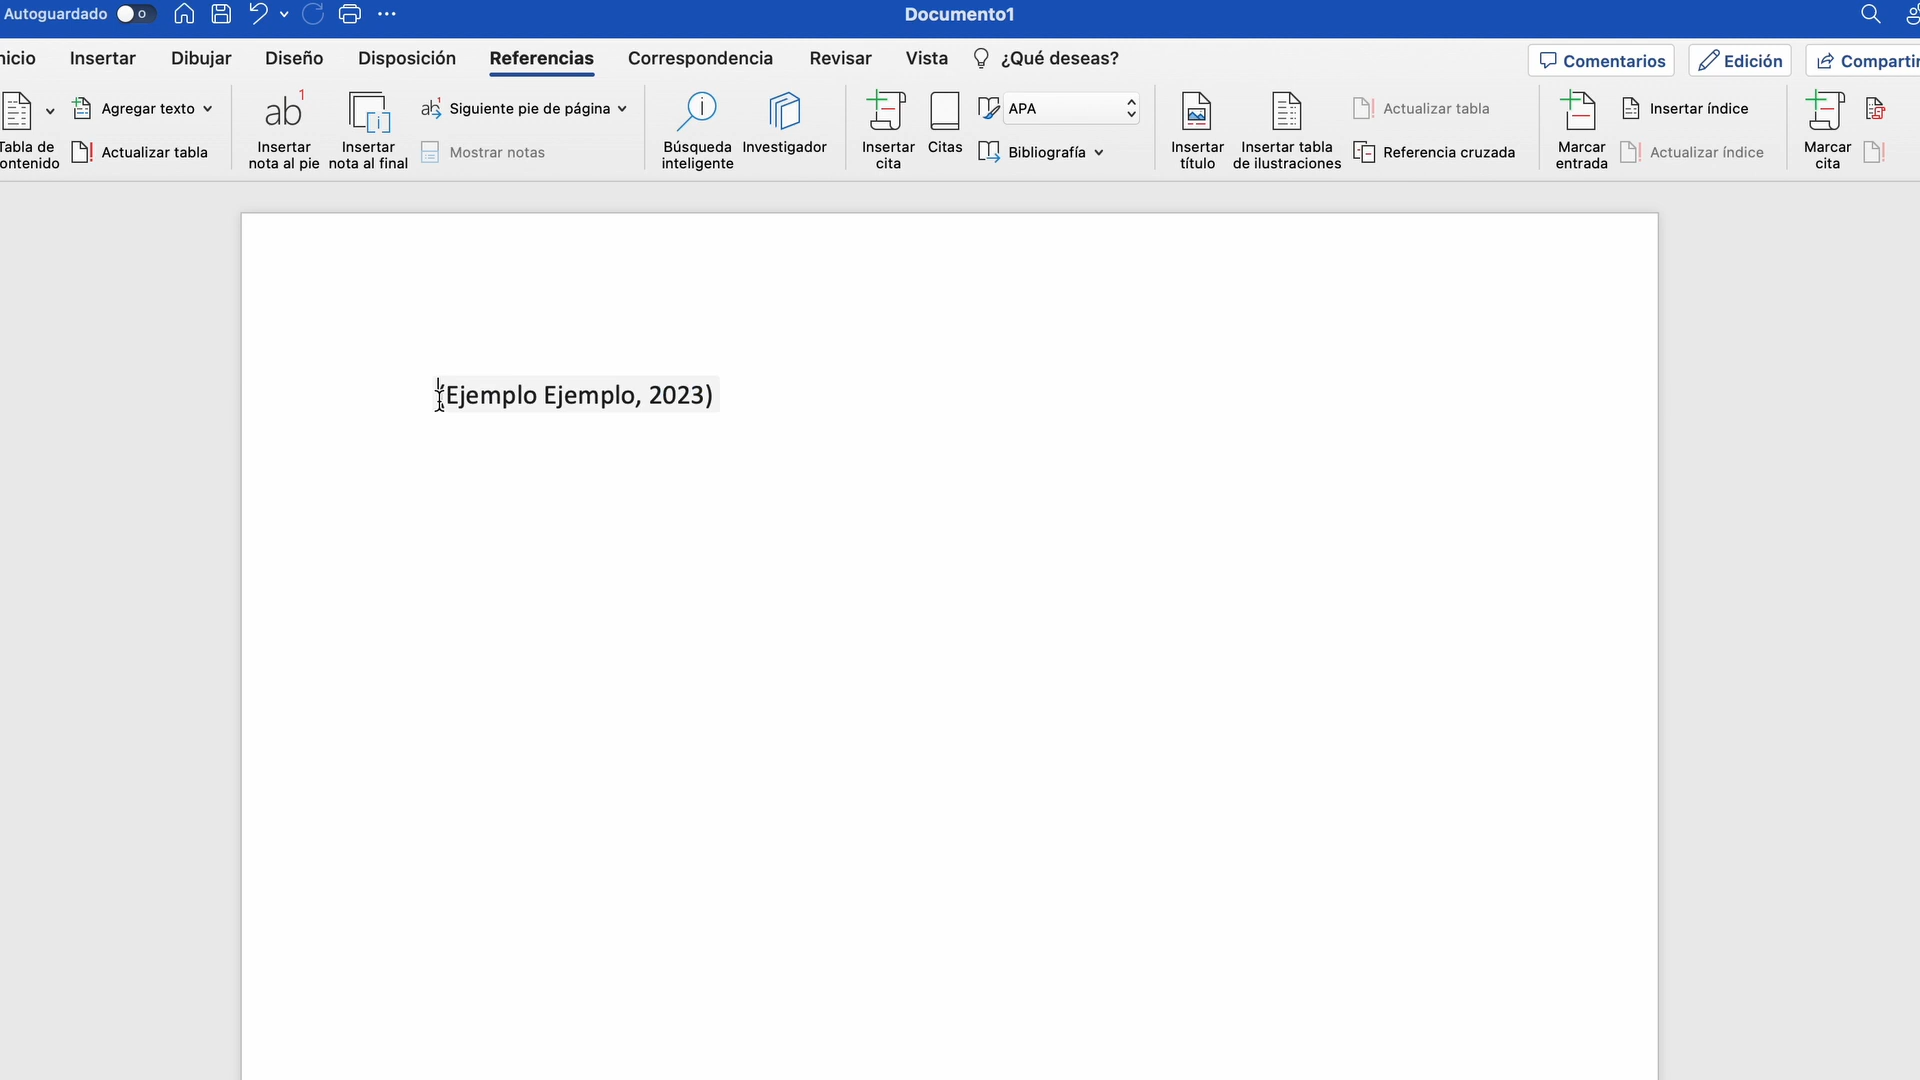 Autoguardado
Documento1
nicio Insertar Dibujar Diseño Disposición Referencias Correspondencia Revisar Vista ¿Qué deseas? Comentarios Edición Compartir
Tabla de
ontenido
Agregar texto
Actualizar tabla
ab1
Insertar
nota al pie
Insertar
nota al final
Siguiente pie de página
Mostrar notas
Búsqueda
inteligente
Investigador
Insertar
cita
Citas
APA
Bibliografía
Insertar
título
Insertar tabla
de ilustraciones
Actualizar tabla
Referencia cruzada
Marcar
entrada
Insertar índice
Actualizar índice
Marcar
cita
(Ejemplo Ejemplo, 2023)